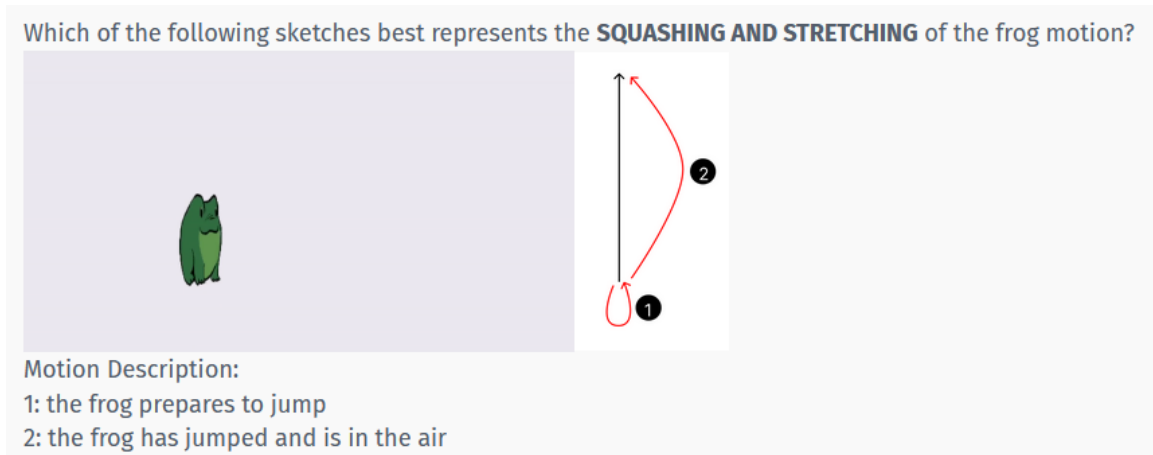 Which of the following sketches best represents the SQUASHING AND STRETCHING of the frog motion?
2
1
Motion Description:
1: the frog prepares to jump
2: the frog has jumped and is in the air